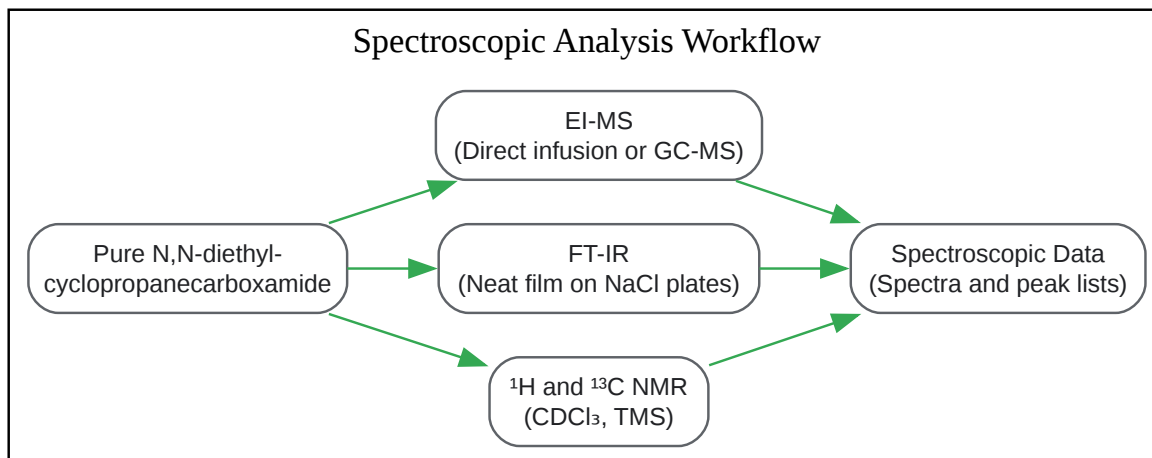 Spectroscopic Analysis Workflow
EI-MS
(Direct infusion or GC-MS)
Pure N,N-diethyl-
cyclopropanecarboxamide
FT-IR
(Neat film on NaCl plates)
Spectroscopic Data
(Spectra and peak lists)
¹H and ¹³C NMR
(CDCl₃, TMS)